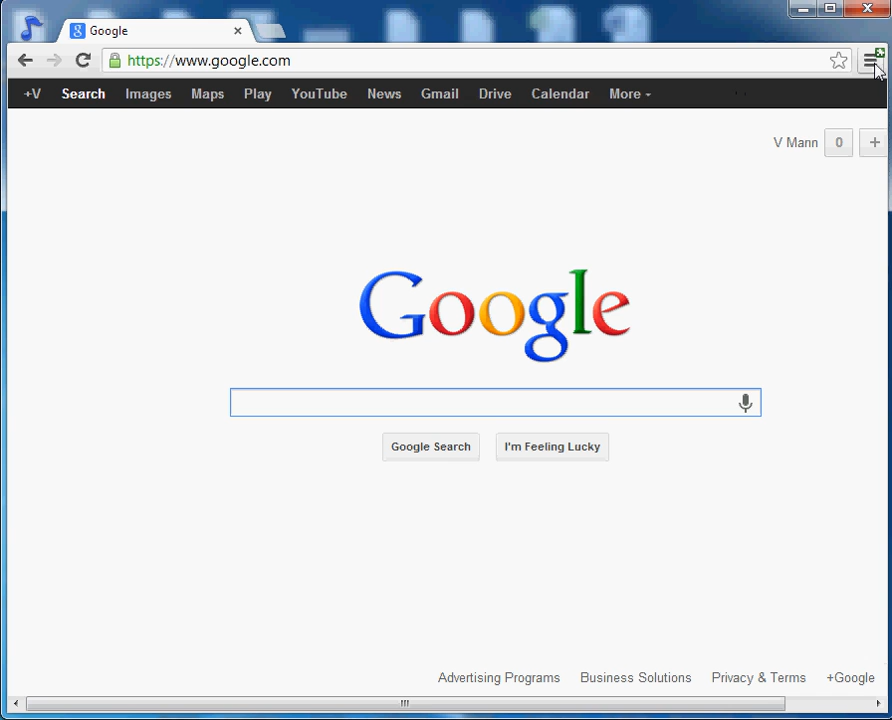 Google
https://www.google.com
+V Search Images Maps Play YouTube News Gmail Drive Calendar More
V Mann 0 +
Google
Google Search I'm Feeling Lucky
Advertising Programs Business Solutions Privacy & Terms +Google